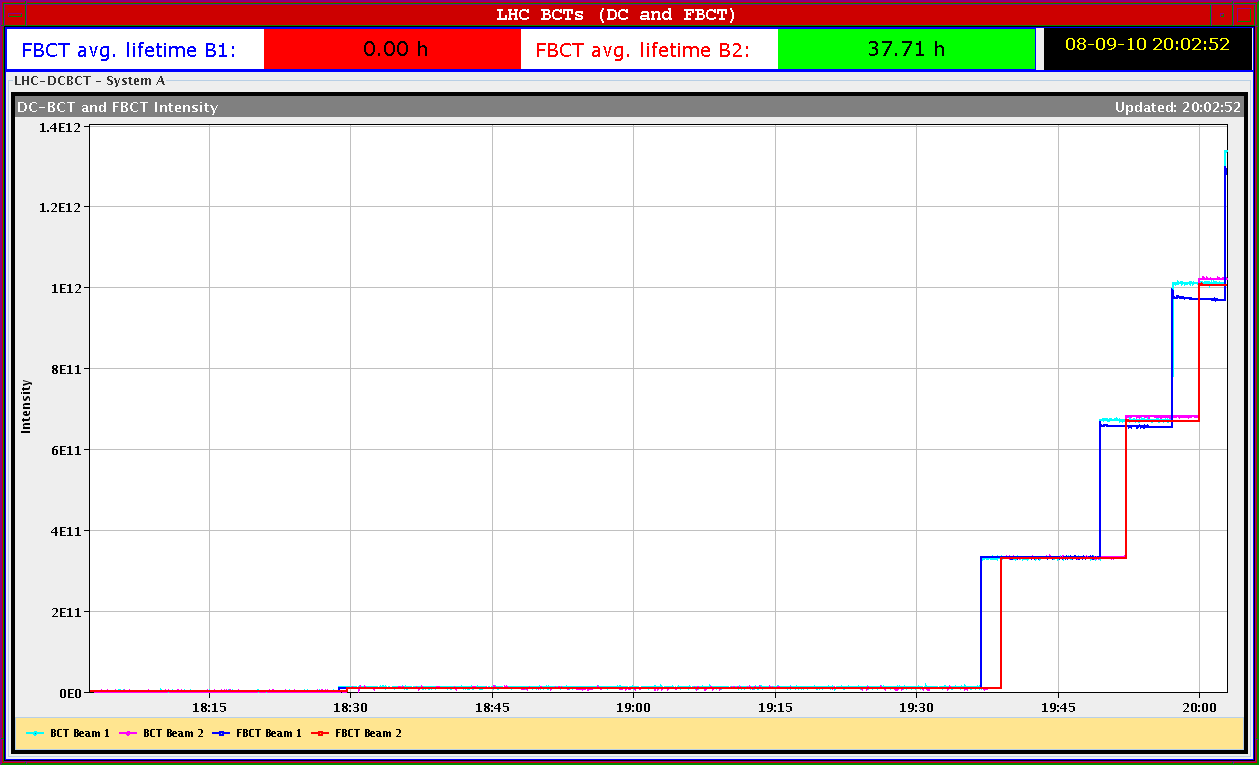 LHC BCTs (DC and FBCT)
FBCT avg. lifetime B1: 0.00 h FBCT avg. lifetime B2: 37.71 h 08-09-10 20:02:52
LHC-DCBCT - System A
DC-BCT and FBCT Intensity Updated: 20:02:52
1.4E12
1.2E12
1E12
8E11
6E11
4E11
2E11
0E0
Intensity
18:15 18:30 18:45 19:00 19:15 19:30 19:45 20:00
BCT Beam 1 BCT Beam 2 FBCT Beam 1 FBCT Beam 2